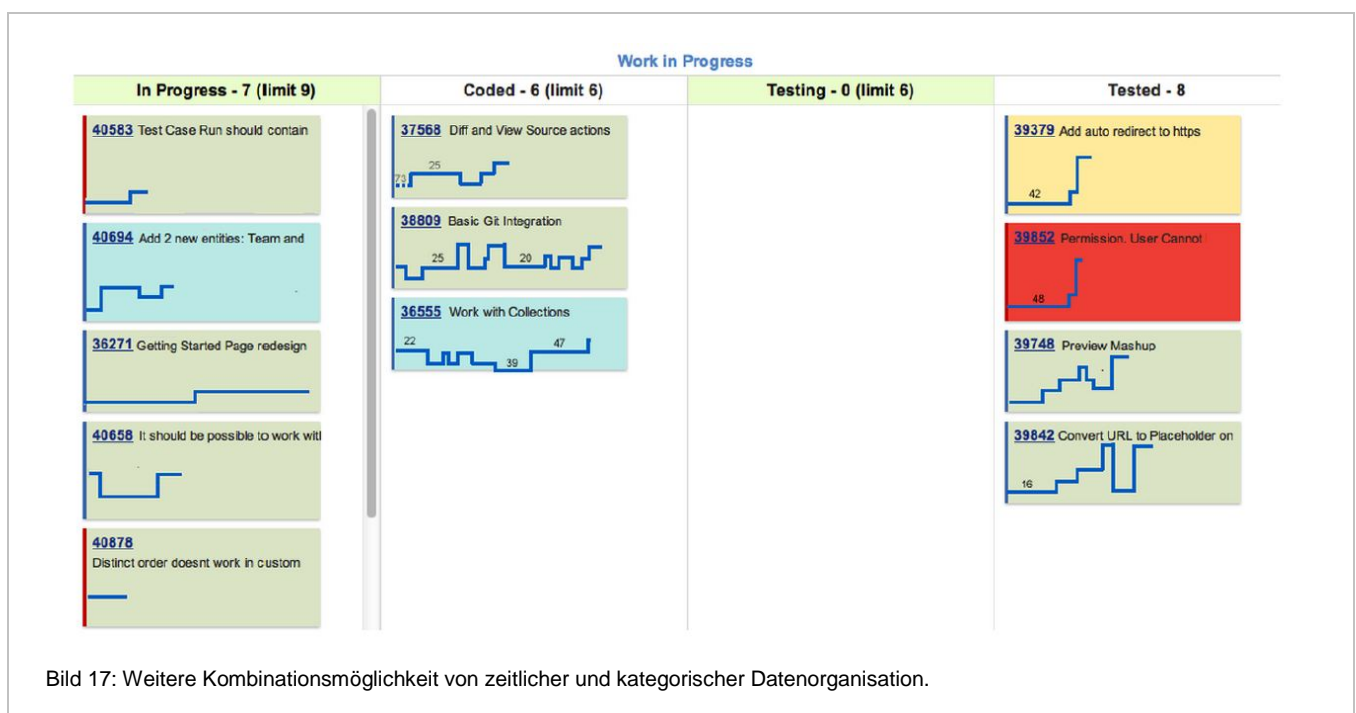 Work in Progress
In Progress - 7 (limit 9)
Coded - 6 (limit 6)
Testing - 0 (limit 6)
Tested - 8
40583 Test Case Run should contain
40694 Add 2 new entities: Team and
36271 Getting Started Page redesign
40658 It should be possible to work with
40878
Distinct order doesnt work in custom
37568 Diff and View Source actions
73
25
38809 Basic Git Integration
25
20
36555 Work with Collections
22
39
47
39379 Add auto redirect to https
42
39852 Permission. User Cannot
48
39748 Preview Mashup
39842 Convert URL to Placeholder on
16
Bild 17: Weitere Kombinationsmöglichkeit von zeitlicher und kategorischer Datenorganisation.